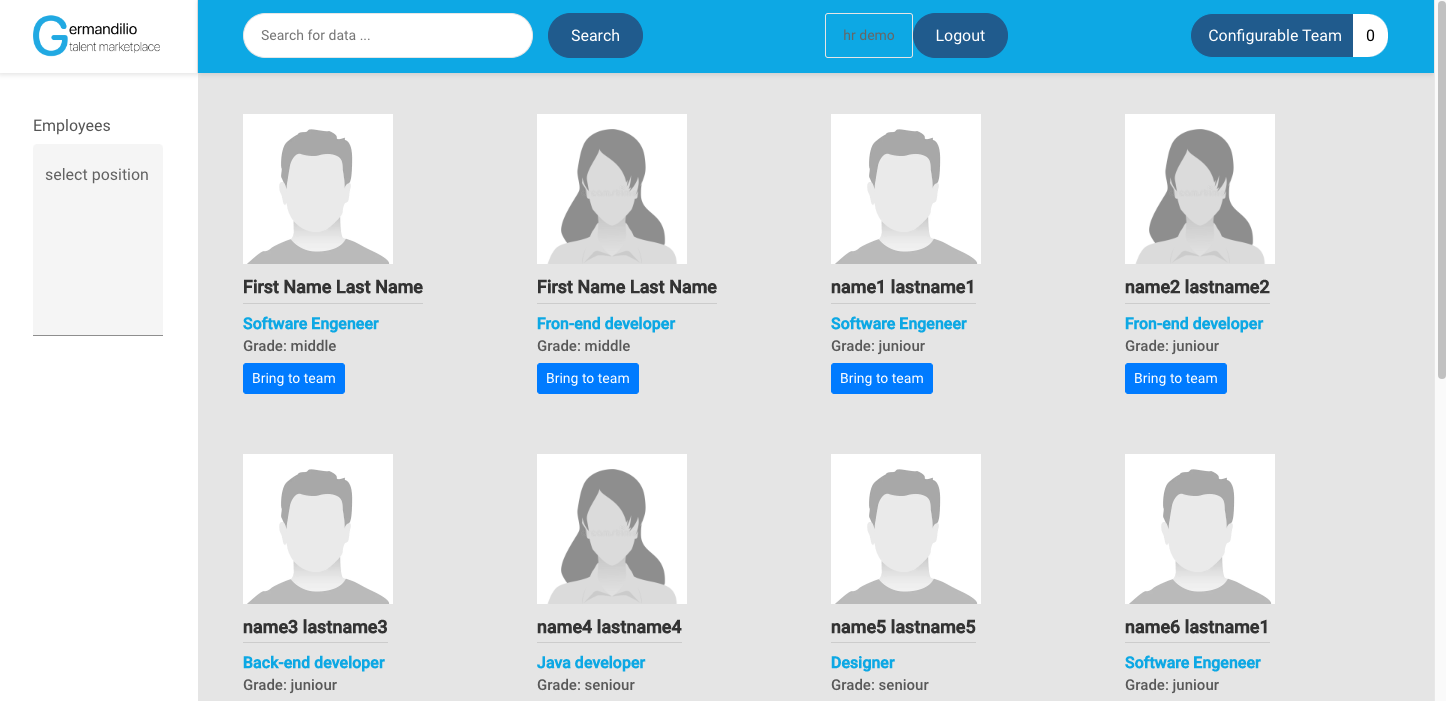 Germandilio
talent marketplace
Search for data ...
Search
hr demo
Logout
Configurable Team
0
Employees
select position
First Name Last Name
Software Engeneer
Grade: middle
Bring to team
First Name Last Name
Fron-end developer
Grade: middle
Bring to team
name1 lastname1
Software Engeneer
Grade: juniour
Bring to team
name2 lastname2
Fron-end developer
Grade: juniour
Bring to team
name3 lastname3
Back-end developer
Grade: juniour
name4 lastname4
Java developer
Grade: seniour
name5 lastname5
Designer
Grade: seniour
name6 lastname1
Software Engeneer
Grade: juniour